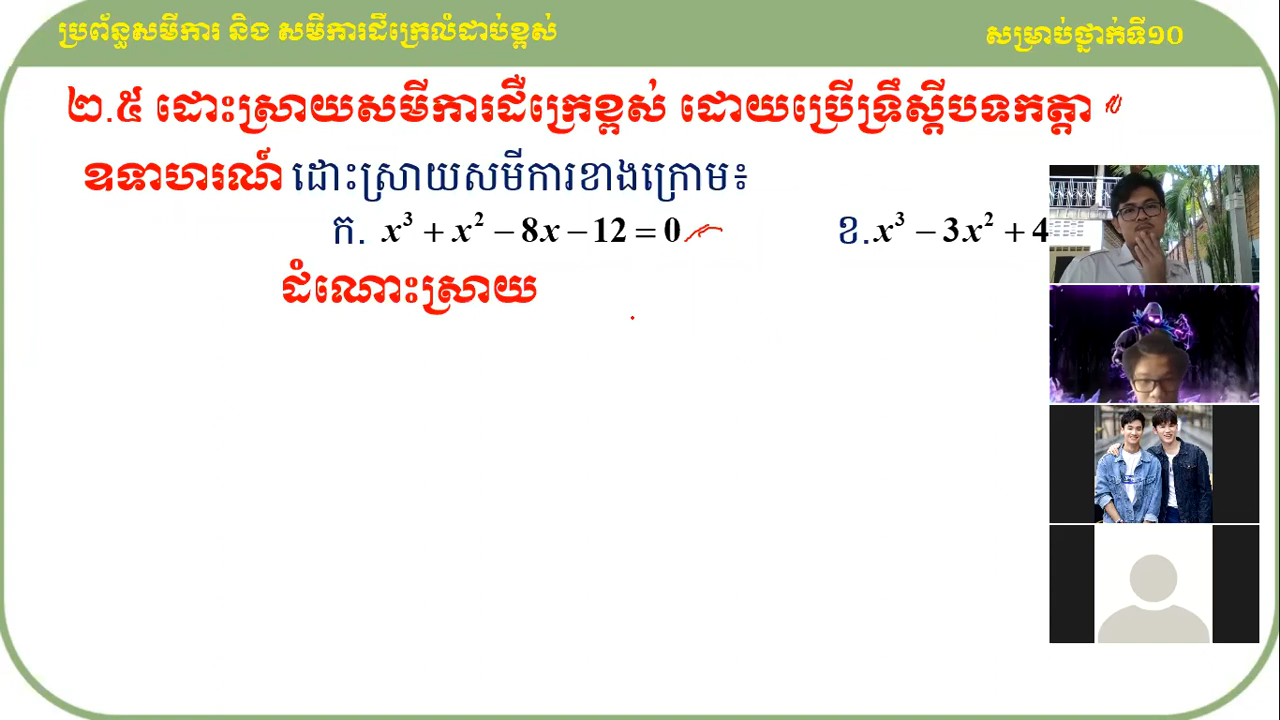 ប្រព័ន្ធសមីការ និង សមីការដឺក្រេលំដាប់ខ្ពស់
សម្រាប់ថ្នាក់ទី១០
២.៥ ដោះស្រាយសមីការដឺក្រេខ្ពស់ ដោយប្រើទ្រឹស្តីបទកត្តា
ឧទាហរណ៍ ដោះស្រាយសមីការខាងក្រោម៖
ក. x³ + x² − 8x − 12 = 0
ខ. x³ − 3x² + 4
ដំណោះស្រាយ